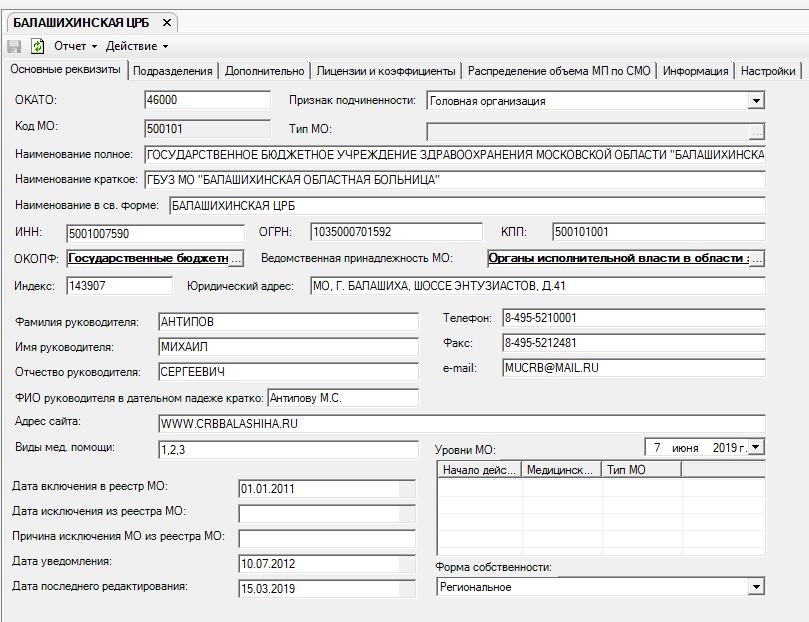 БАЛАШИХИНСКАЯ ЦРБ ×
Отчет Действие
Основные реквизиты Подразделения Дополнительно Лицензии и коэффициенты Распределение объема МП по СМО Информация Настройки
ОКАТО: 46000 Признак подчиненности: Головная организация
Код МО: 500101 Тип МО: ...
Наименование полное: ГОСУДАРСТВЕННОЕ БЮДЖЕТНОЕ УЧРЕЖДЕНИЕ ЗДРАВООХРАНЕНИЯ МОСКОВСКОЙ ОБЛАСТИ "БАЛАШИХИНСКА
Наименование краткое: ГБУЗ МО "БАЛАШИХИНСКАЯ ОБЛАСТНАЯ БОЛЬНИЦА"
Наименование в св. форме: БАЛАШИХИНСКАЯ ЦРБ
ИНН: 5001007590 ОГРН: 1035000701592 КПП: 500101001
ОКОПФ: Государственные бюджетн... Ведомственная принадлежность МО: Органы исполнительной власти в области ...
Индекс: 143907 Юридический адрес: МО, Г. БАЛАШИХА, ШОССЕ ЭНТУЗИАСТОВ, Д.41
Фамилия руководителя: АНТИПОВ Телефон: 8-495-5210001
Имя руководителя: МИХАИЛ Факс: 8-495-5212481
Отчество руководителя: СЕРГЕЕВИЧ e-mail: MUCRB@MAIL.RU
ФИО руководителя в дательном падеже кратко: Антипову М.С.
Адрес сайта: WWW.CRBBALASHIHA.RU
Виды мед. помощи: 1,2,3 Уровни МО: 7 июня 2019 г.
Начало дейс... Медицинск... Тип МО
Дата включения в реестр МО: 01.01.2011
Дата исключения из реестра МО:
Причина исключения МО из реестра МО:
Дата уведомления: 10.07.2012 Форма собственности:
Дата последнего редактирования: 15.03.2019 Региональное